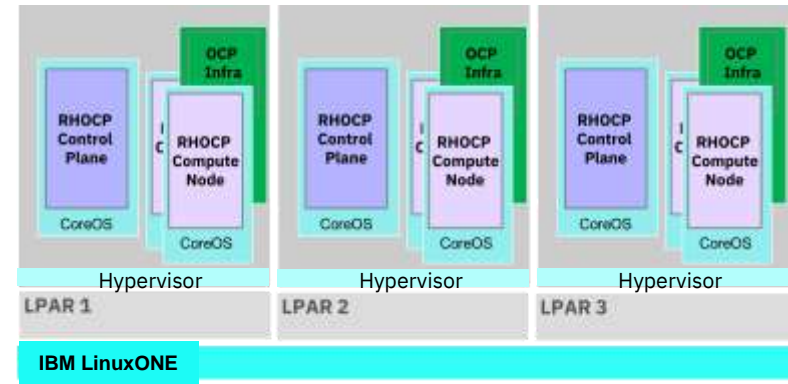 OCP
Infra
RHOCP
Control
Plane
RHOCP
Compute
Node
CoreOS
CoreOS
Hypervisor
LPAR 1
OCP
Infra
RHOCP
Control
Plane
RHOCP
Compute
Node
CoreOS
CoreOS
Hypervisor
LPAR 2
OCP
Infra
RHOCP
Control
Plane
RHOCP
Compute
Node
CoreOS
CoreOS
Hypervisor
LPAR 3
IBM LinuxONE